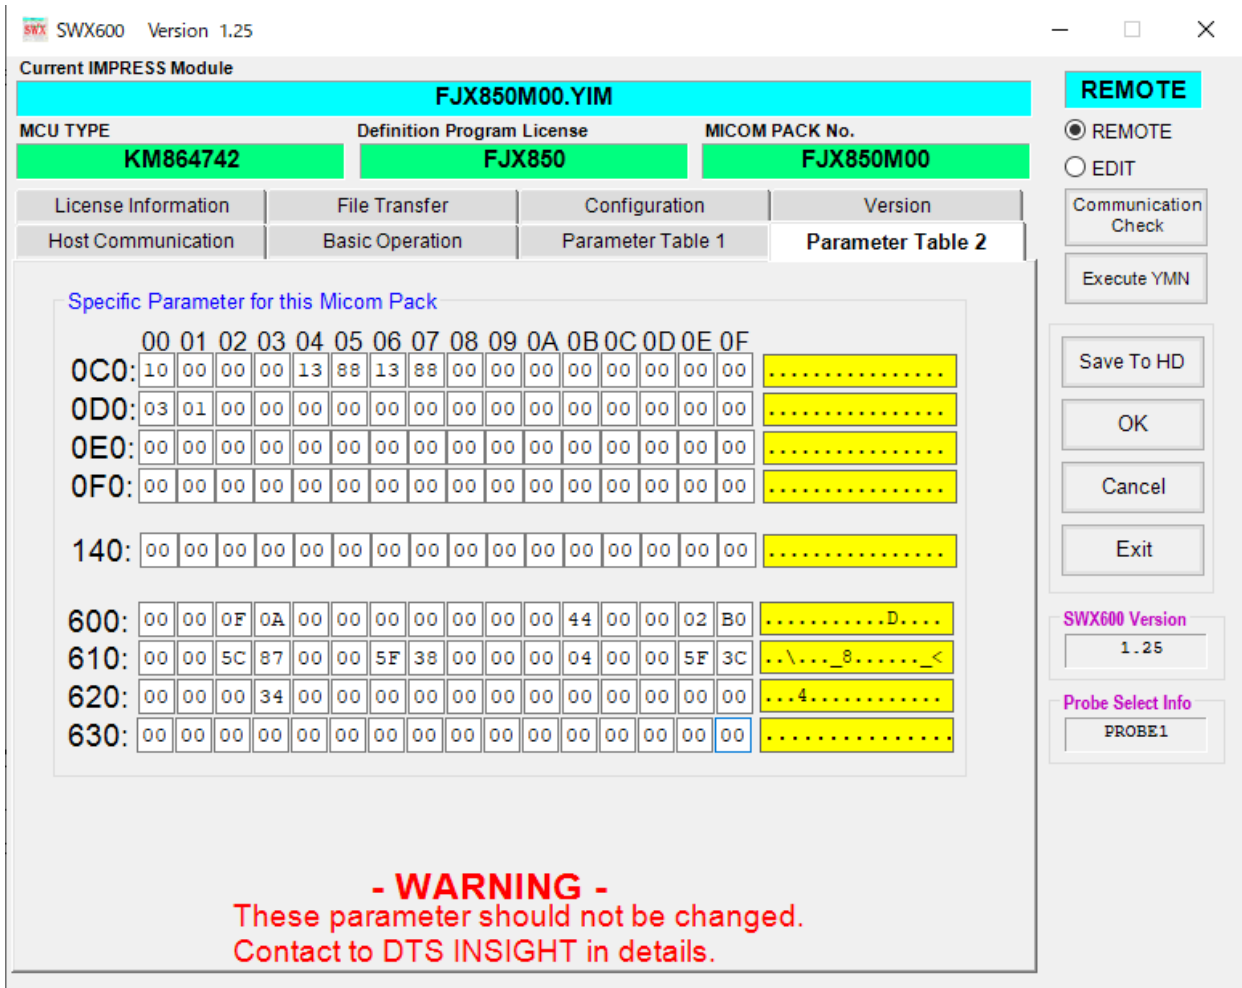 SWX SWX600 Version 1.25
Current IMPRESS Module
FJX850M00.YIM
MCU TYPE Definition Program License MICOM PACK No.
KM864742 FJX850 FJX850M00
License Information File Transfer Configuration Version
Host Communication Basic Operation Parameter Table 1 Parameter Table 2
Specific Parameter for this Micom Pack
00 01 02 03 04 05 06 07 08 09 0A 0B 0C 0D 0E 0F
0C0: 10 00 00 00 13 88 13 88 00 00 00 00 00 00 00 00 ................
0D0: 03 01 00 00 00 00 00 00 00 00 00 00 00 00 00 00 ................
0E0: 00 00 00 00 00 00 00 00 00 00 00 00 00 00 00 00 ................
0F0: 00 00 00 00 00 00 00 00 00 00 00 00 00 00 00 00 ................
140: 00 00 00 00 00 00 00 00 00 00 00 00 00 00 00 00 ................
600: 00 00 0F 0A 00 00 00 00 00 00 00 44 00 00 02 B0 ...........D....
610: 00 00 5C 87 00 00 5F 38 00 00 00 04 00 00 5F 3C ..\..._8......_<
620: 00 00 00 34 00 00 00 00 00 00 00 00 00 00 00 00 ...4............
630: 00 00 00 00 00 00 00 00 00 00 00 00 00 00 00 00 ................
- WARNING -
These parameter should not be changed.
Contact to DTS INSIGHT in details.
REMOTE
REMOTE
EDIT
Communication
Check
Execute YMN
Save To HD
OK
Cancel
Exit
SWX600 Version
1.25
Probe Select Info
PROBE1